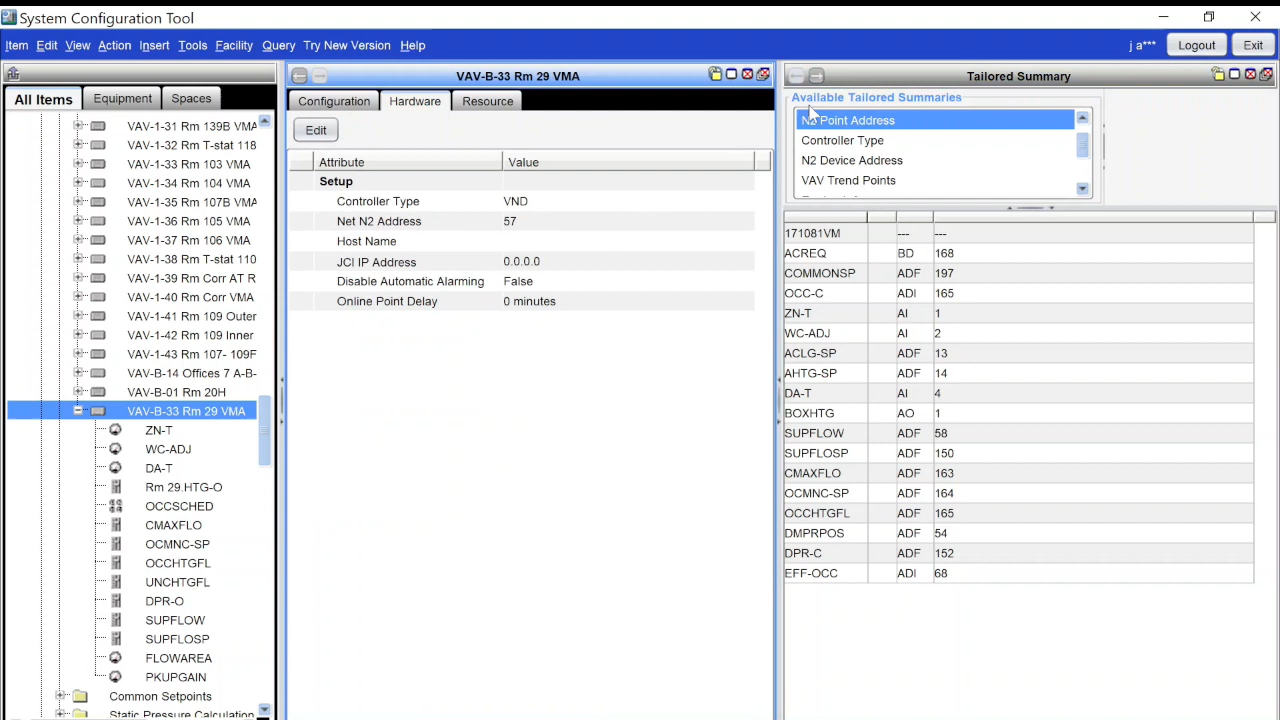 System Configuration Tool
Item Edit View Action Insert Tools Facility Query Try New Version Help
j a*** Logout Exit
All Items Equipment Spaces
VAV-1-31 Rm 139B VMA
VAV-1-32 Rm T-stat 118
VAV-1-33 Rm 103 VMA
VAV-1-34 Rm 104 VMA
VAV-1-35 Rm 107B VMA
VAV-1-36 Rm 105 VMA
VAV-1-37 Rm 106 VMA
VAV-1-38 Rm T-stat 110
VAV-1-39 Rm Corr AT R
VAV-1-40 Rm Corr VMA
VAV-1-41 Rm 109 Outer
VAV-1-42 Rm 109 Inner
VAV-1-43 Rm 107- 109F
VAV-B-14 Offices 7 A-B-
VAV-B-01 Rm 20H
VAV-B-33 Rm 29 VMA
ZN-T
WC-ADJ
DA-T
Rm 29.HTG-O
OCCSCHED
CMAXFLO
OCMNC-SP
OCCHTGFL
UNCHTGFL
DPR-O
SUPFLOW
SUPFLOSP
FLOWAREA
PKUPGAIN
Common Setpoints
Static Pressure Calculation
VAV-B-33 Rm 29 VMA
Configuration Hardware Resource
Edit
Attribute Value
Setup
Controller Type VND
Net N2 Address 57
Host Name
JCI IP Address 0.0.0.0
Disable Automatic Alarming False
Online Point Delay 0 minutes
Tailored Summary
Available Tailored Summaries
N2 Point Address
Controller Type
N2 Device Address
VAV Trend Points
171081VM --- ---
ACREQ BD 168
COMMONSP ADF 197
OCC-C ADI 165
ZN-T AI 1
WC-ADJ AI 2
ACLG-SP ADF 13
AHTG-SP ADF 14
DA-T AI 4
BOXHTG AO 1
SUPFLOW ADF 58
SUPFLOSP ADF 150
CMAXFLO ADF 163
OCMNC-SP ADF 164
OCCHTGFL ADF 165
DMPRPOS ADF 54
DPR-C ADF 152
EFF-OCC ADI 68